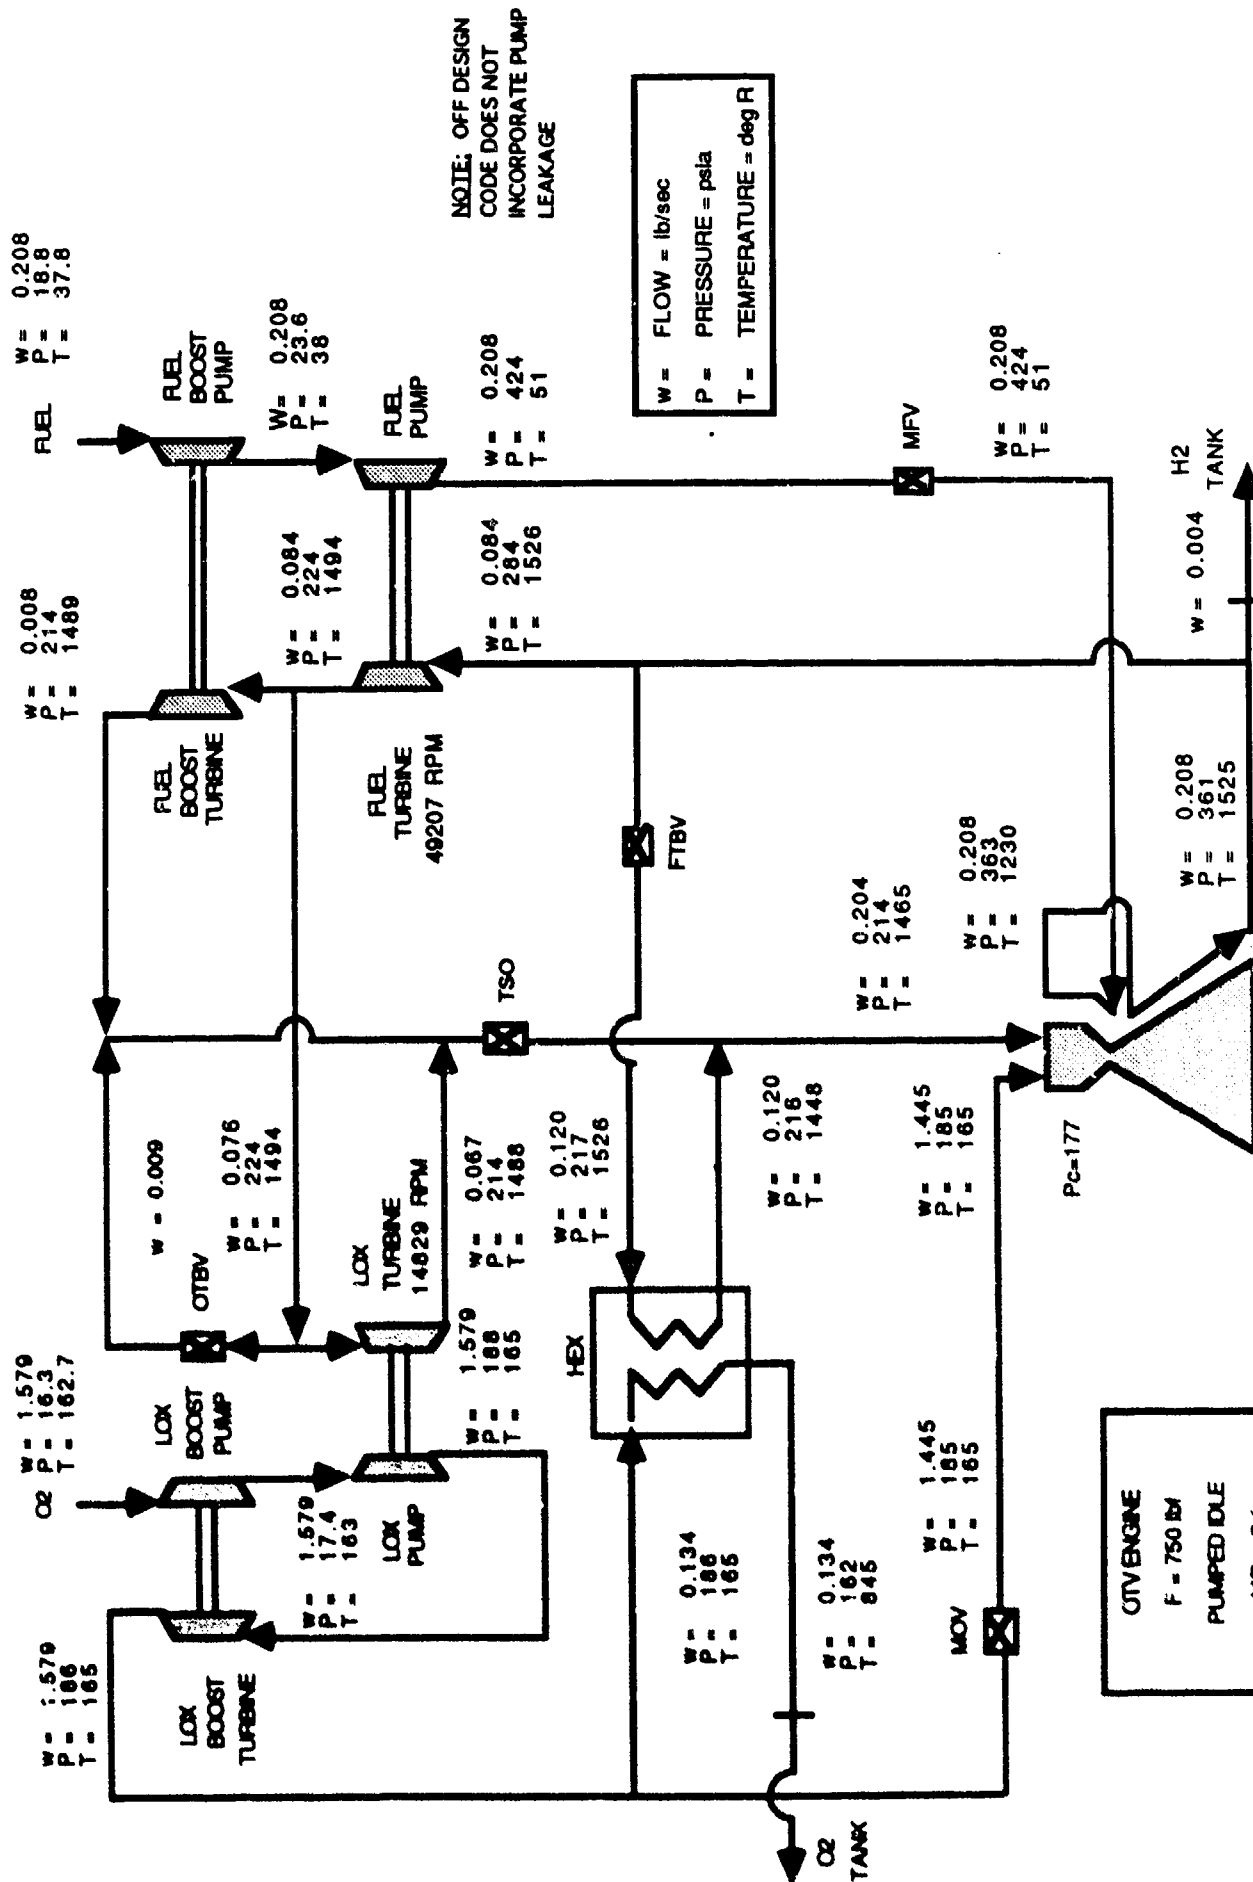 O2
w = 1.579
P = 16.3
T = 162.7
LOX
BOOST
PUMP
w = 1.579
P = 186
T = 165
LOX
BOOST
TURBINE
w = 1.579
P = 17.4
T = 163
LOX
PUMP
w = 1.579
P = 188
T = 165
OTBV
w = 0.009
w = 0.076
P = 224
T = 1494
LOX
TURBINE
14829 RPM
w = 0.067
P = 214
T = 1488
w = 0.008
P = 214
T = 1489
FUEL
BOOST
TURBINE
FUEL
w = 0.208
P = 18.8
T = 37.8
FUEL
BOOST
PUMP
W = 0.208
P = 23.6
T = 38
w = 0.084
P = 224
T = 1494
FUEL
TURBINE
49207 RPM
FUEL
PUMP
w = 0.208
P = 424
T = 51
w = 0.084
P = 284
T = 1526
NOTE: OFF DESIGN
CODE DOES NOT
INCORPORATE PUMP
LEAKAGE
w = FLOW = lb/sec
P = PRESSURE = psia
T = TEMPERATURE = deg R
TSO
FTBV
MFV
HEX
w = 0.120
P = 217
T = 1526
w = 0.120
P = 216
T = 1448
w = 0.134
P = 186
T = 165
w = 0.134
P = 162
T = 845
O2
TANK
MOV
w = 1.445
P = 185
T = 165
w = 1.445
P = 185
T = 165
Pc=177
w = 0.204
P = 214
T = 1465
w = 0.208
P = 363
T = 1230
w = 0.208
P = 424
T = 51
w = 0.208
P = 361
T = 1525
w = 0.004
H2
TANK
OTV ENGINE
F = 750 lbf
PUMPED IDLE